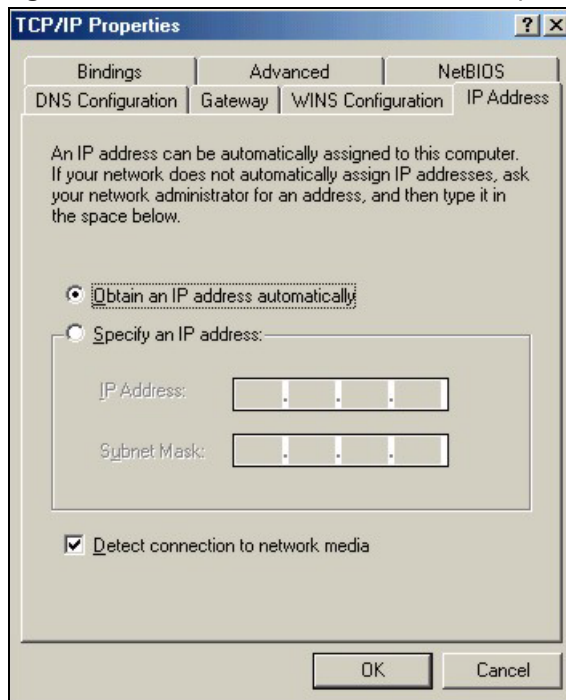 TCP/IP Properties
Bindings Advanced NetBIOS
DNS Configuration Gateway WINS Configuration IP Address
An IP address can be automatically assigned to this computer.
If your network does not automatically assign IP addresses, ask
your network administrator for an address, and then type it in
the space below.
Obtain an IP address automatically
Specify an IP address:
IP Address:
Subnet Mask:
Detect connection to network media
OK Cancel